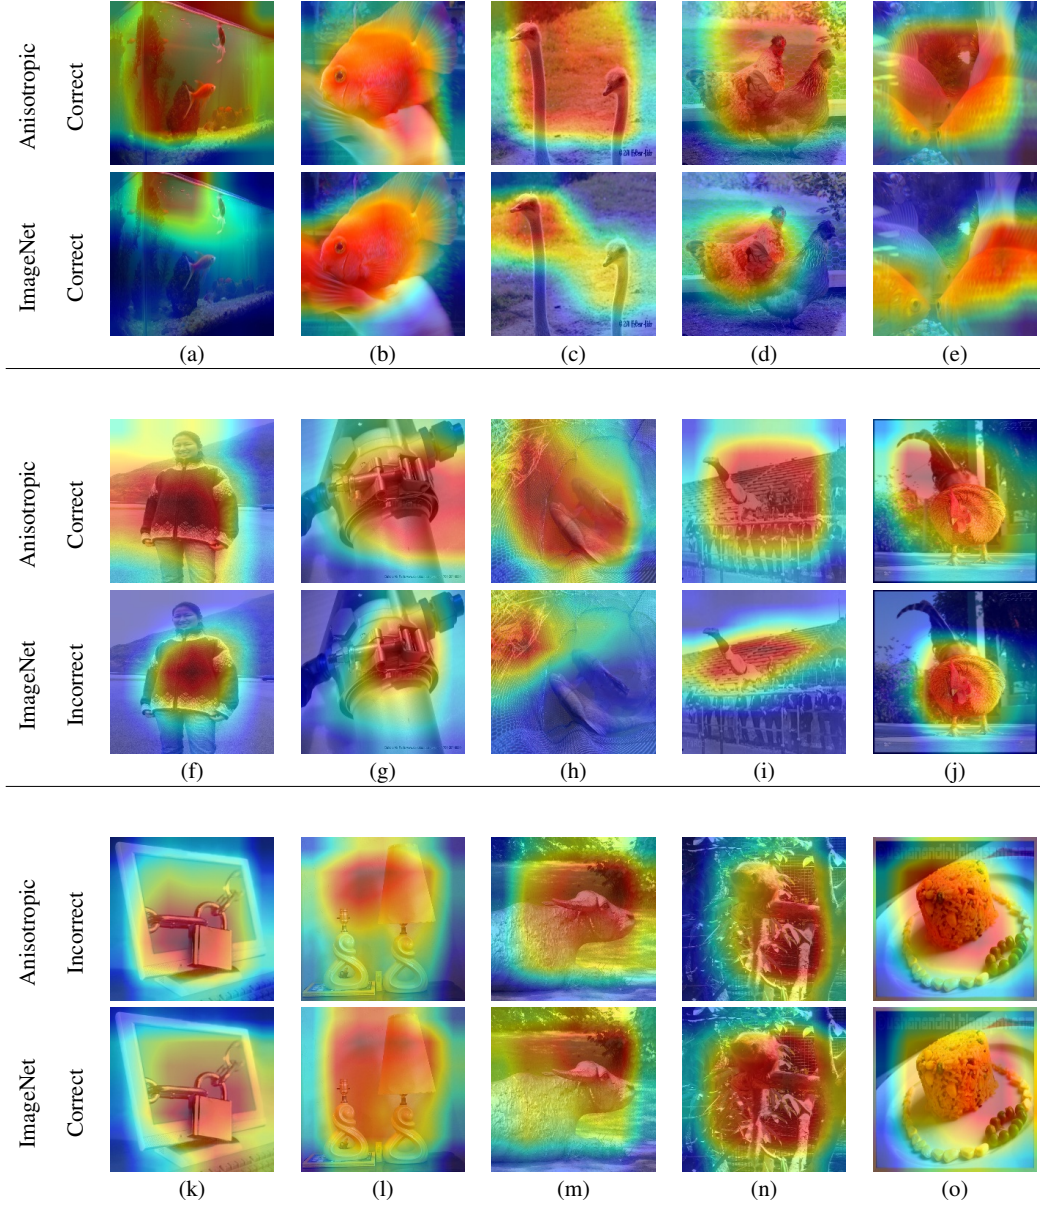 Anisotropic
Correct
ImageNet
Correct
(a) (b) (c) (d) (e)
Anisotropic
Correct
ImageNet
Incorrect
(f) (g) (h) (i) (j)
Anisotropic
Incorrect
ImageNet
Correct
(k) (l) (m) (n) (o)